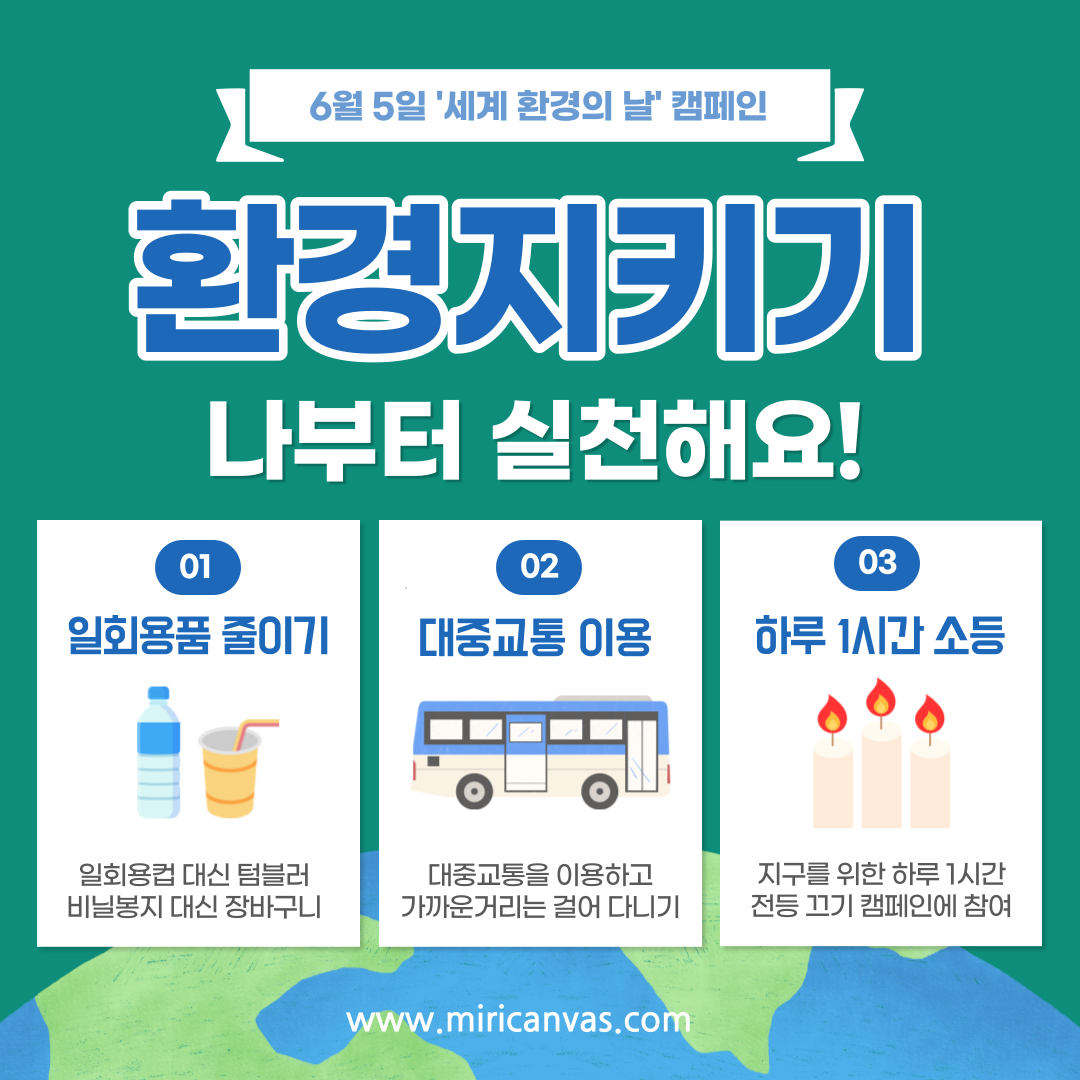 6월 5일 '세계 환경의 날' 캠페인
환경지키기
나부터 실천해요!
01
일회용품 줄이기
일회용컵 대신 텀블러
비닐봉지 대신 장바구니
02
대중교통 이용
대중교통을 이용하고
가까운거리는 걸어 다니기
03
하루 1시간 소등
지구를 위한 하루 1시간
전등 끄기 캠페인에 참여
www.miricanvas.com